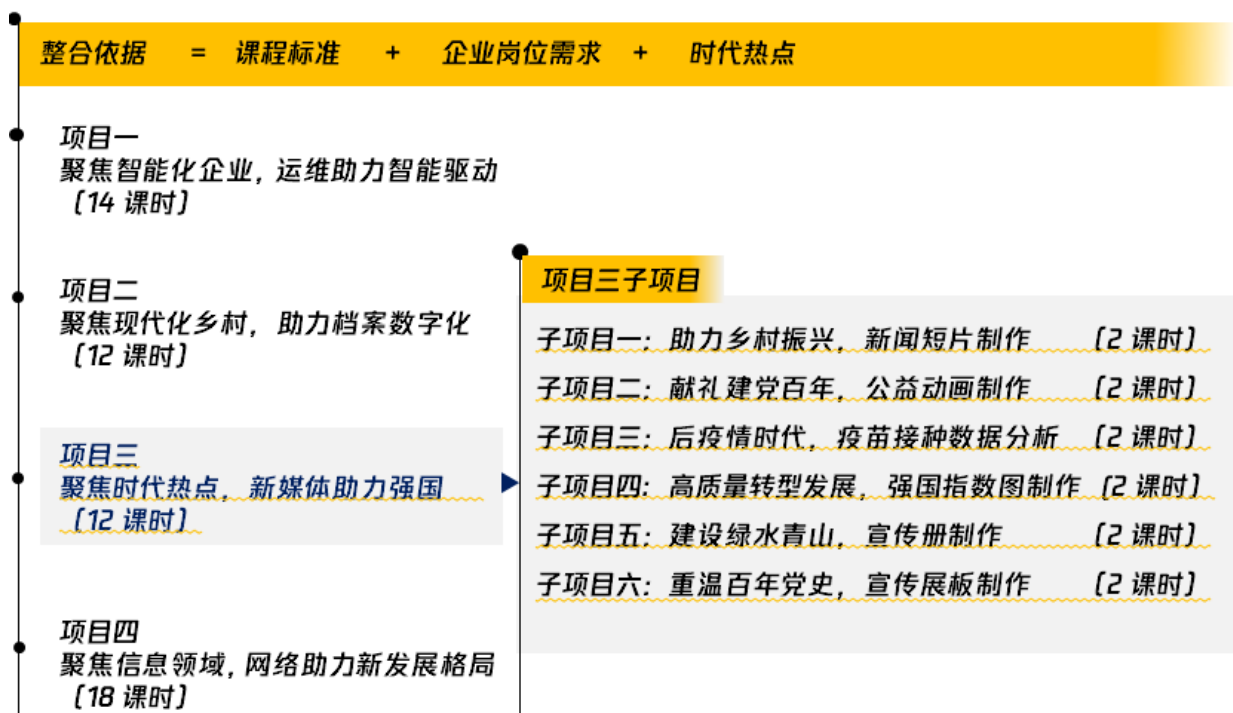 整合依据 = 课程标准 + 企业岗位需求 + 时代热点
项目一
聚焦智能化企业，运维助力智能驱动
（14 课时）
项目二
聚焦现代化乡村，助力档案数字化
（12 课时）
项目三
聚焦时代热点，新媒体助力强国
（12 课时）
项目四
聚焦信息领域，网络助力新发展格局
（18 课时）
项目三子项目
子项目一：助力乡村振兴，新闻短片制作 （2 课时）
子项目二：献礼建党百年，公益动画制作 （2 课时）
子项目三：后疫情时代，疫苗接种数据分析 （2 课时）
子项目四：高质量转型发展，强国指数图制作 （2 课时）
子项目五：建设绿水青山，宣传册制作 （2 课时）
子项目六：重温百年党史，宣传展板制作 （2 课时）